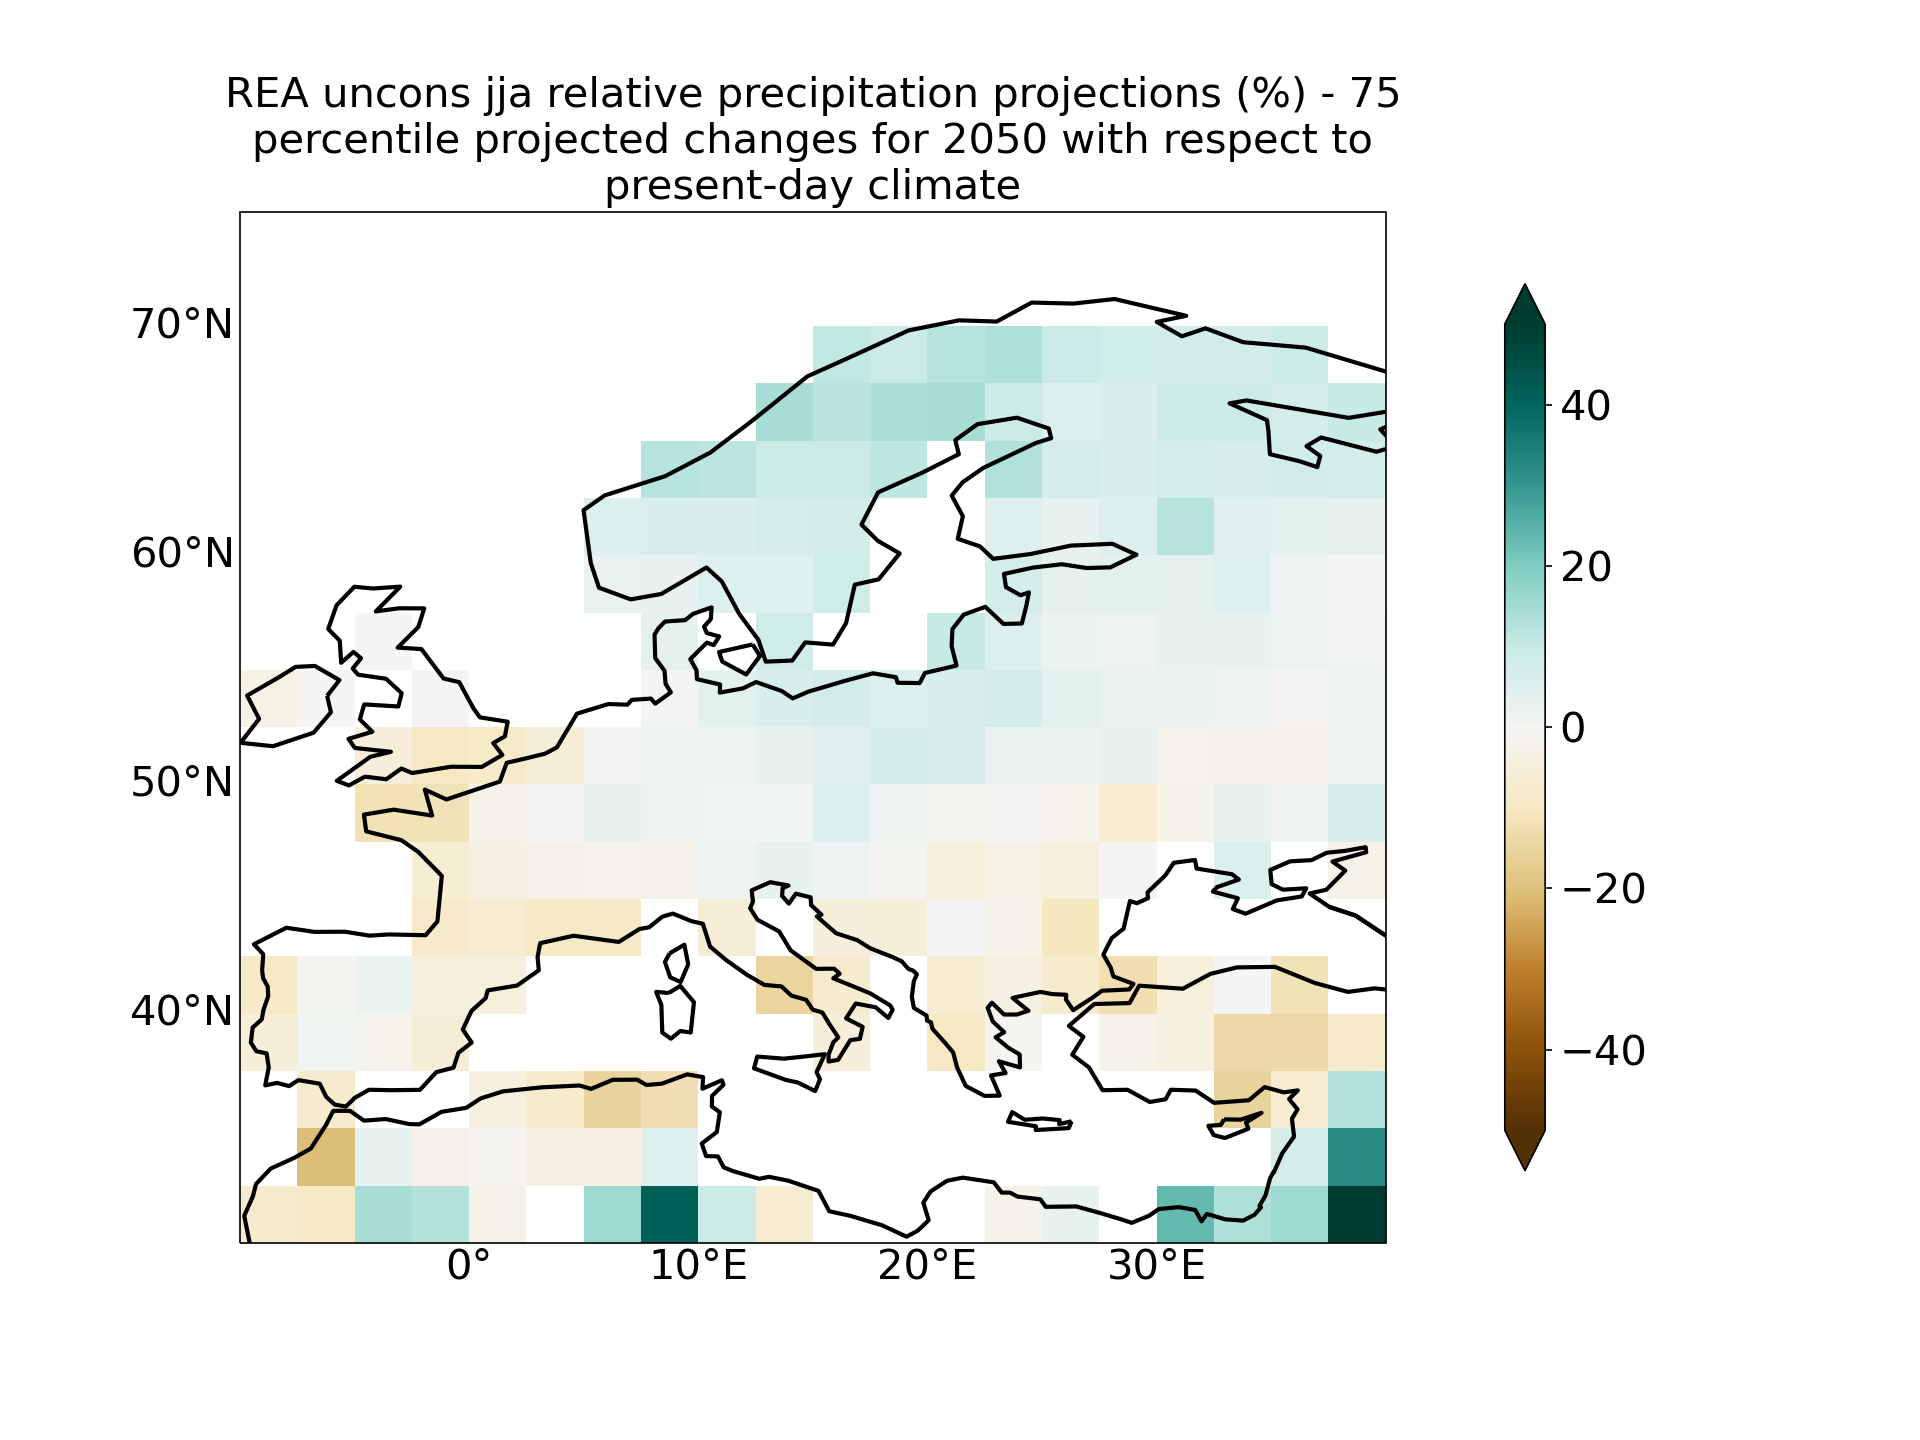 REA uncons jja relative precipitation projections (%) - 75
percentile projected changes for 2050 with respect to
present-day climate
70°N
60°N
50°N
40°N
0°
10°E
20°E
30°E
40
20
0
−20
−40